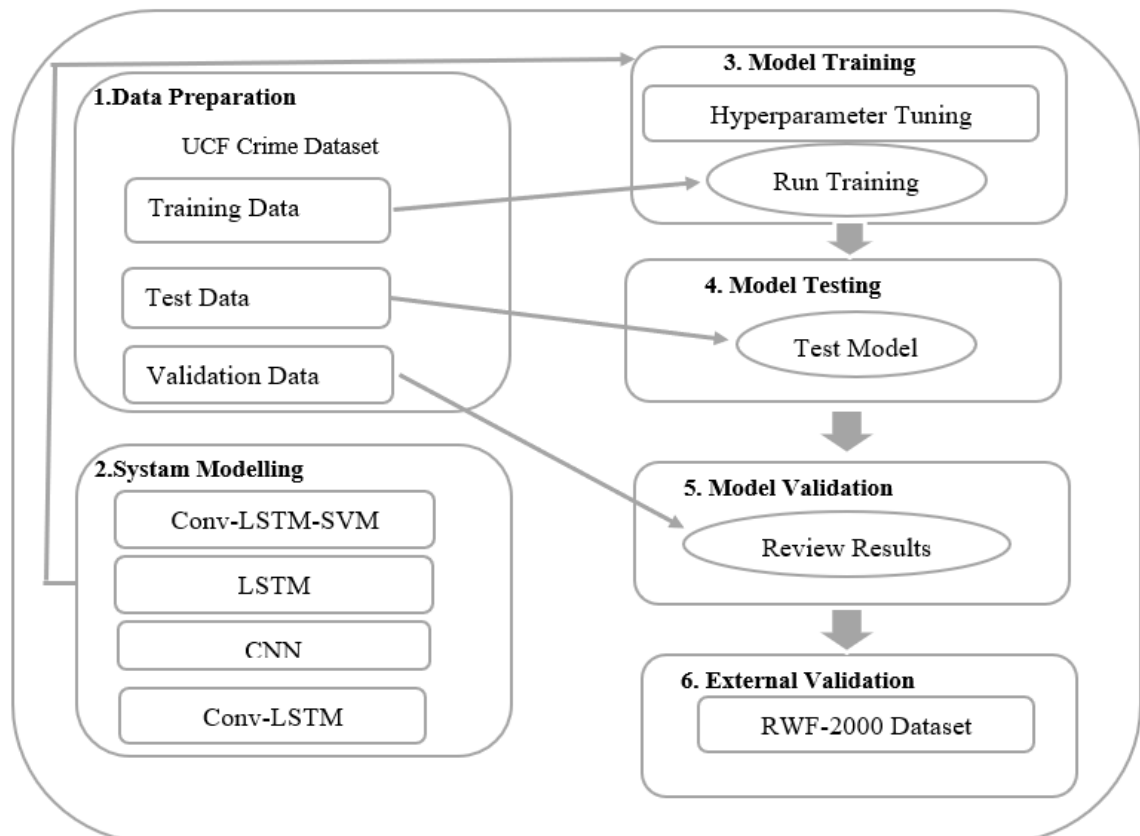 1.Data Preparation
UCF Crime Dataset
Training Data
Test Data
Validation Data
2.Systam Modelling
Conv-LSTM-SVM
LSTM
CNN
Conv-LSTM
3. Model Training
Hyperparameter Tuning
Run Training
4. Model Testing
Test Model
5. Model Validation
Review Results
6. External Validation
RWF-2000 Dataset